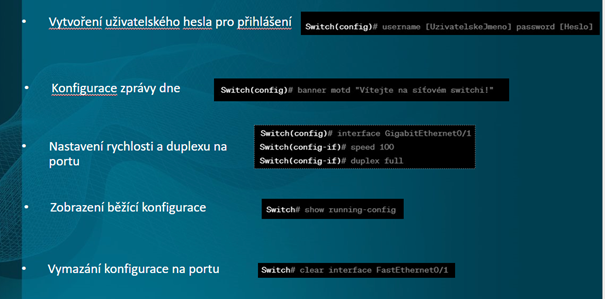 Vytvoření uživatelského hesla pro přihlášení
Switch(config)# username [UzivatelskeJmeno] password [Heslo]
Konfigurace zprávy dne
Switch(config)# banner motd "Vítejte na síťovém switchi!"
Nastavení rychlosti a duplexu na
portu
Switch(config)# interface GigabitEthernet0/1
Switch(config-if)# speed 100
Switch(config-if)# duplex full
Zobrazení běžící konfigurace
Switch# show running-config
Vymazání konfigurace na portu
Switch# clear interface FastEthernet0/1